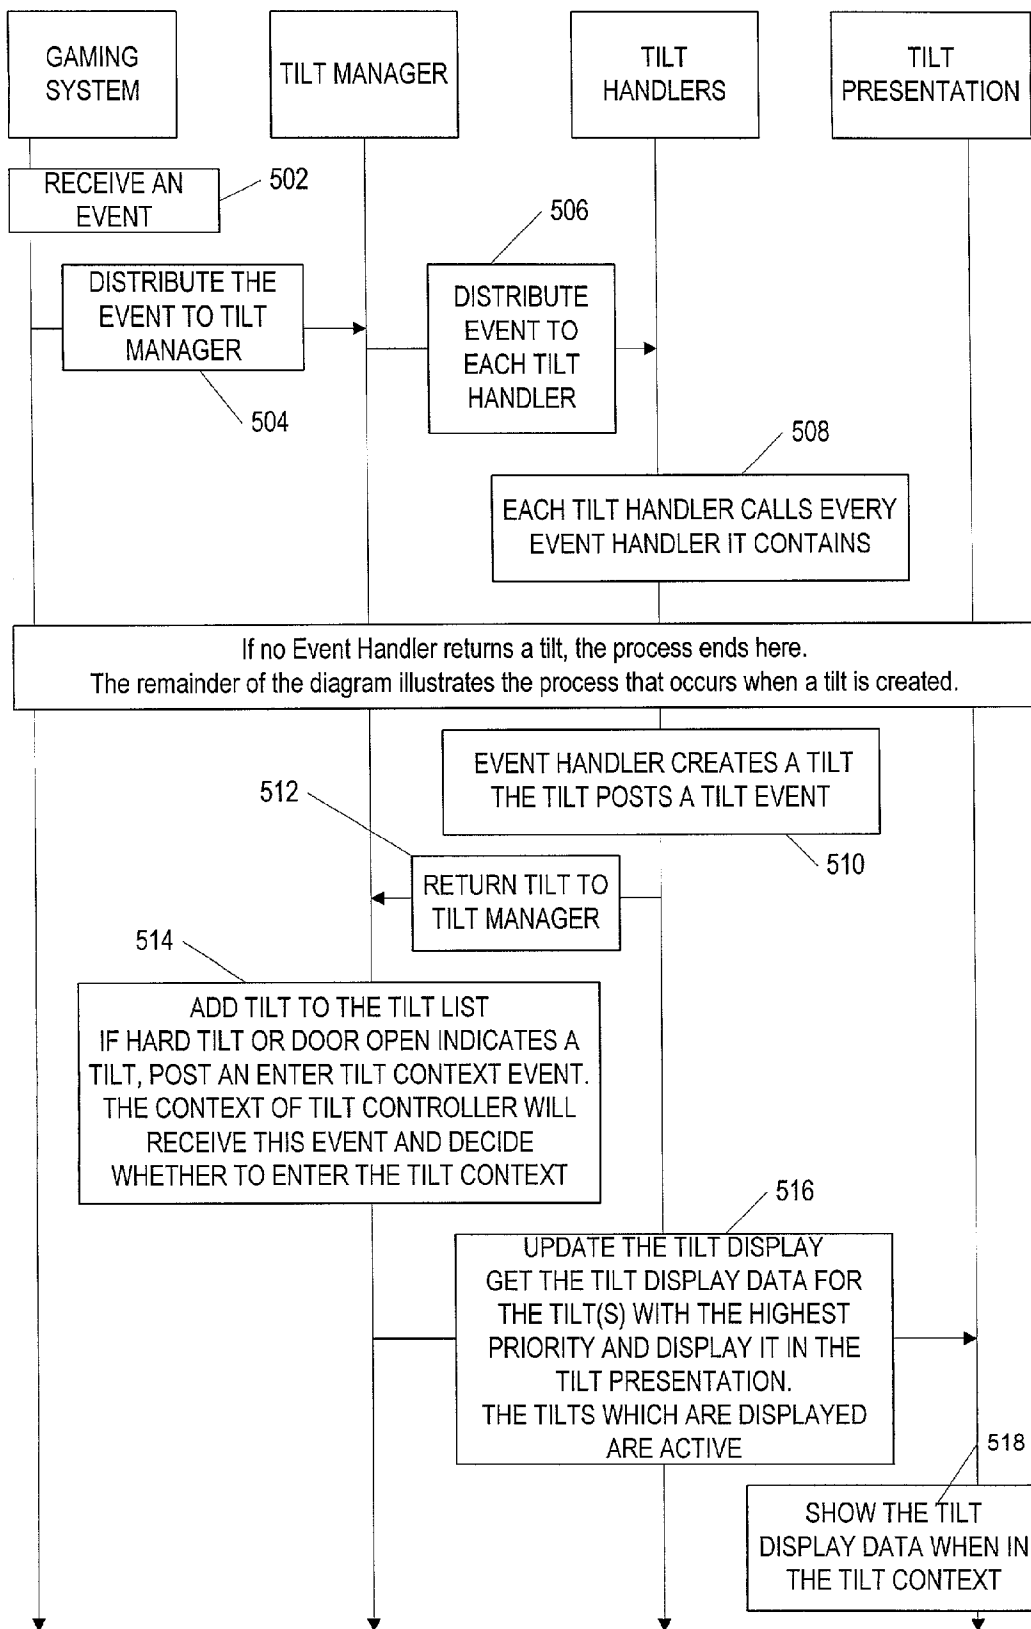 GAMING
SYSTEM
TILT MANAGER
TILT
HANDLERS
TILT
PRESENTATION
RECEIVE AN
EVENT
502
DISTRIBUTE THE
EVENT TO TILT
MANAGER
504
506
DISTRIBUTE
EVENT TO
EACH TILT
HANDLER
508
EACH TILT HANDLER CALLS EVERY
EVENT HANDLER IT CONTAINS
If no Event Handler returns a tilt, the process ends here.
The remainder of the diagram illustrates the process that occurs when a tilt is created.
EVENT HANDLER CREATES A TILT
THE TILT POSTS A TILT EVENT
510
512
RETURN TILT TO
TILT MANAGER
514
ADD TILT TO THE TILT LIST
IF HARD TILT OR DOOR OPEN INDICATES A
TILT, POST AN ENTER TILT CONTEXT EVENT.
THE CONTEXT OF TILT CONTROLLER WILL
RECEIVE THIS EVENT AND DECIDE
WHETHER TO ENTER THE TILT CONTEXT
516
UPDATE THE TILT DISPLAY
GET THE TILT DISPLAY DATA FOR
THE TILT(S) WITH THE HIGHEST
PRIORITY AND DISPLAY IT IN THE
TILT PRESENTATION.
THE TILTS WHICH ARE DISPLAYED
ARE ACTIVE
518
SHOW THE TILT
DISPLAY DATA WHEN IN
THE TILT CONTEXT